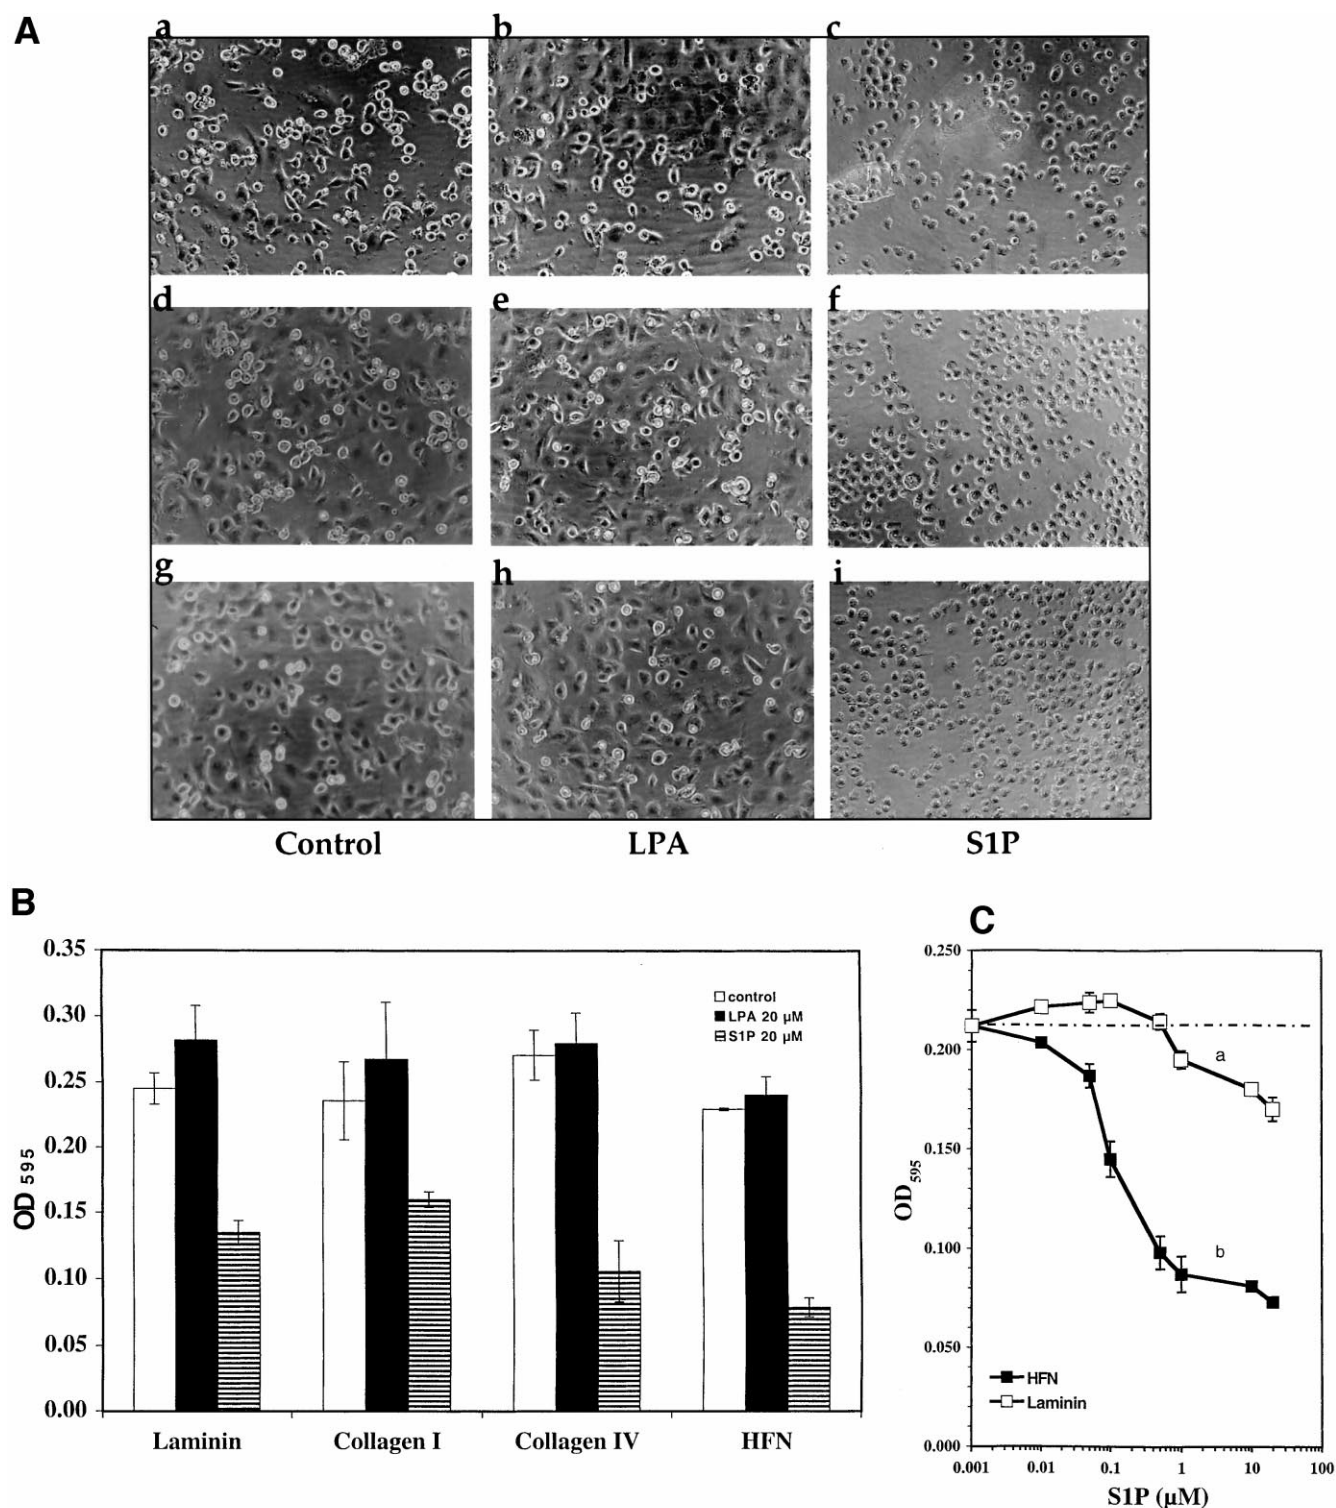 A
a b c
d e f
g h i
Control LPA S1P
B
0.35
0.30
0.25
0.20
0.15
0.10
0.05
0.00
OD 595
control
LPA 20 µM
S1P 20 µM
Laminin Collagen I Collagen IV HFN
C
0.250
0.200
0.150
0.100
0.050
0.000
OD595
a
b
HFN
Laminin
0.001 0.01 0.1 1 10 100
S1P (µM)